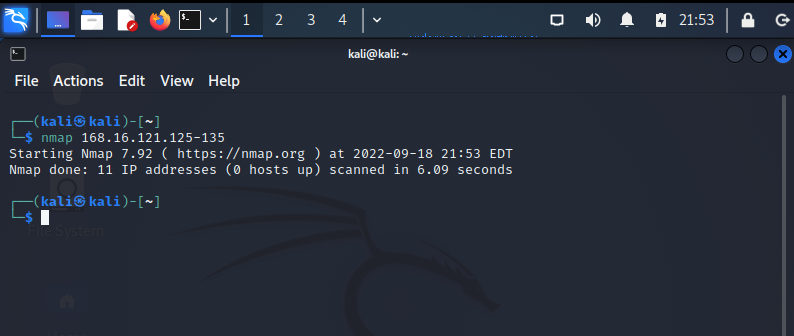 1 2 3 4 21:53
kali@kali: ~
File Actions Edit View Help
┌──(kali㉿kali)-[~]
└─$ nmap 168.16.121.125-135
Starting Nmap 7.92 ( https://nmap.org ) at 2022-09-18 21:53 EDT
Nmap done: 11 IP addresses (0 hosts up) scanned in 6.09 seconds
┌──(kali㉿kali)-[~]
└─$
File System